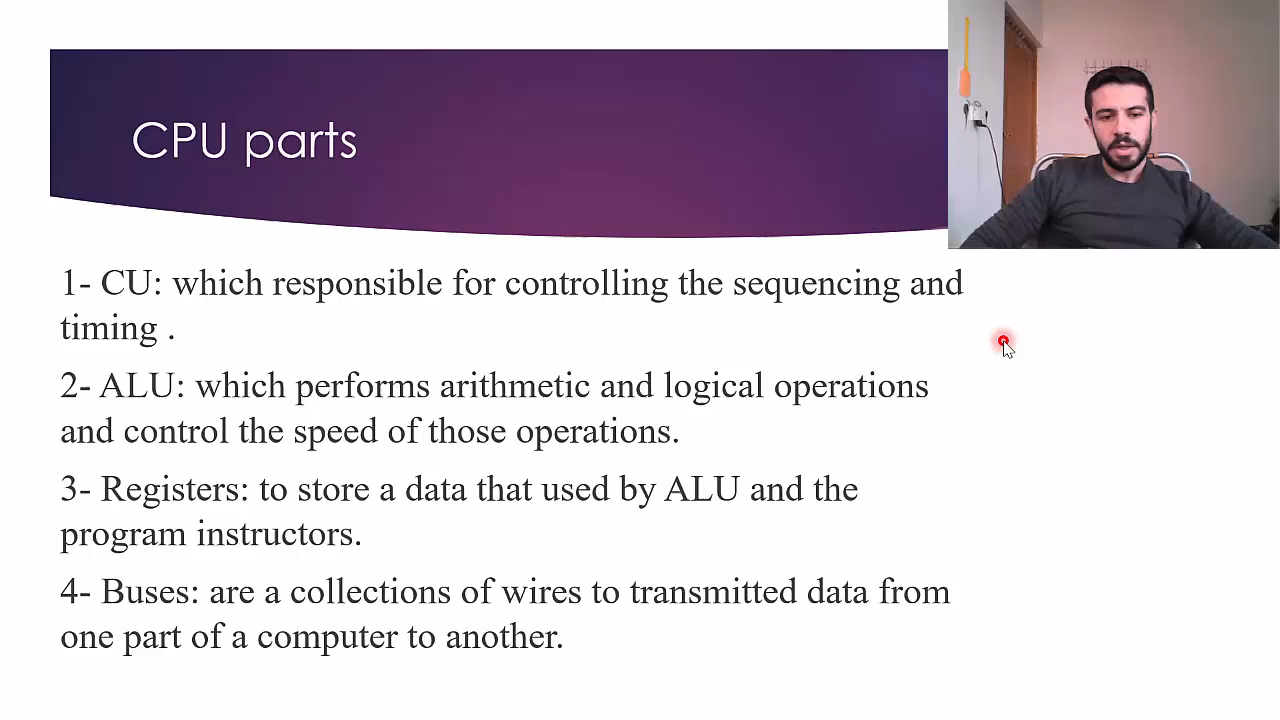 CPU parts
1- CU: which responsible for controlling the sequencing and
timing .
2- ALU: which performs arithmetic and logical operations
and control the speed of those operations.
3- Registers: to store a data that used by ALU and the
program instructors.
4- Buses: are a collections of wires to transmitted data from
one part of a computer to another.